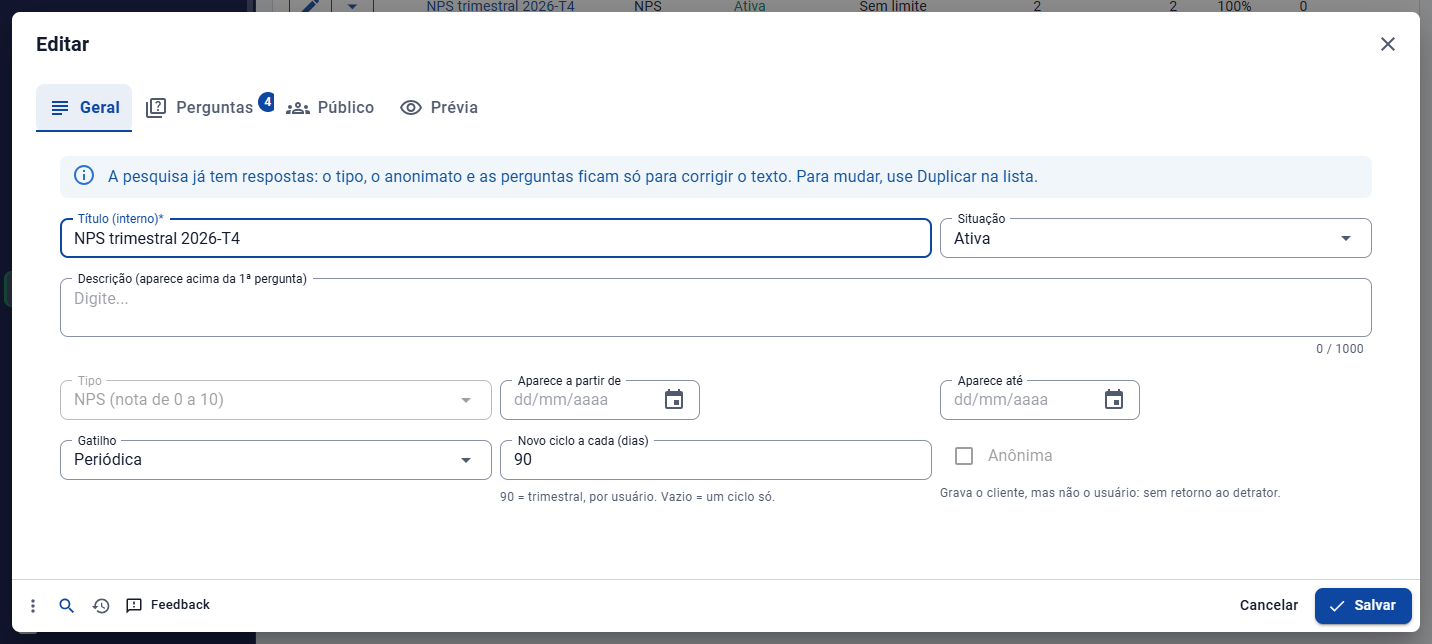 NPS trimestral 2026-T4 NPS Ativa Sem limite 2 2 100% 0
Editar
Geral Perguntas 4 Público Prévia
A pesquisa já tem respostas: o tipo, o anonimato e as perguntas ficam só para corrigir o texto. Para mudar, use Duplicar na lista.
Título (interno)* Situação
NPS trimestral 2026-T4 Ativa
Descrição (aparece acima da 1ª pergunta)
Digite...
0 / 1000
Tipo Aparece a partir de Aparece até
NPS (nota de 0 a 10) dd/mm/aaaa dd/mm/aaaa
Gatilho Novo ciclo a cada (dias)
Periódica 90 Anônima
90 = trimestral, por usuário. Vazio = um ciclo só. Grava o cliente, mas não o usuário: sem retorno ao detrator.
Feedback Cancelar Salvar